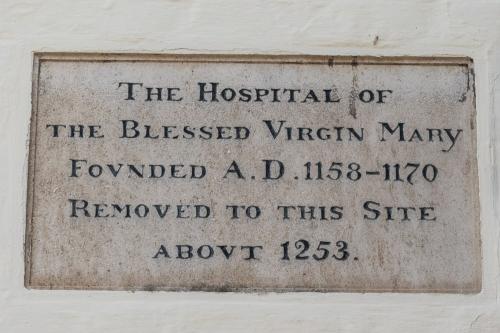 The Hospital of
the Blessed Virgin Mary
Fovnded A.D. 1158-1170
Removed to this Site
abovt 1253.